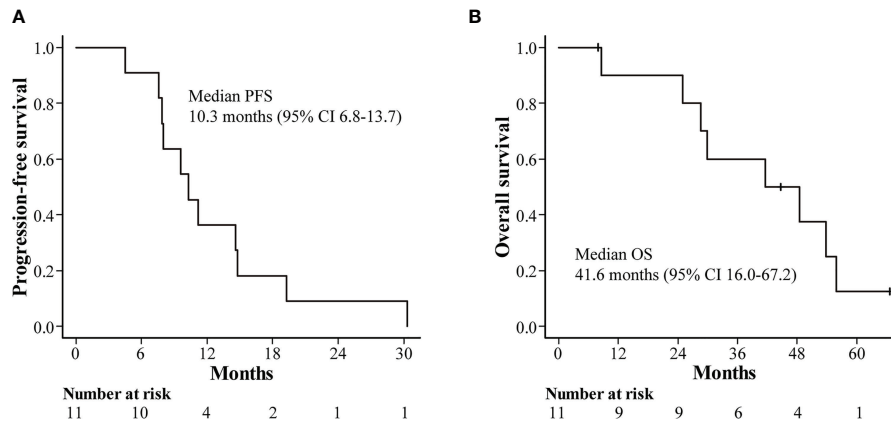 A
Progression-free survival
1.0
0.8
0.6
0.4
0.2
0.0
Median PFS
10.3 months (95% CI 6.8-13.7)
0 6 12 18 24 30
Months
Number at risk
11 10 4 2 1 1
B
Overall survival
1.0
0.8
0.6
0.4
0.2
0.0
Median OS
41.6 months (95% CI 16.0-67.2)
0 12 24 36 48 60
Months
Number at risk
11 9 9 6 4 1